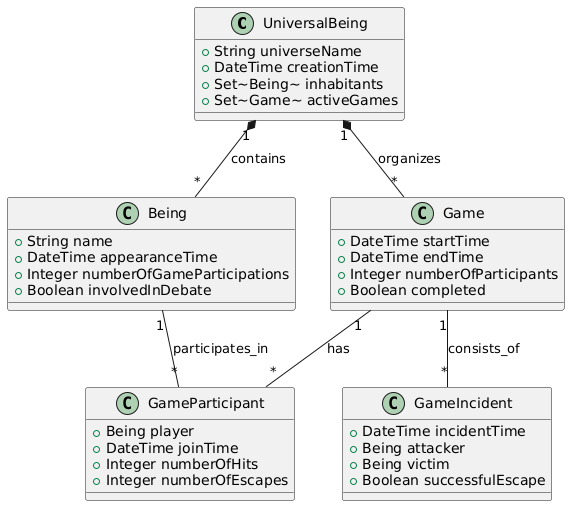 C UniversalBeing
String universeName
DateTime creationTime
Set~Being~ inhabitants
Set~Game~ activeGames
1 1
contains organizes
* *
C Being
String name
DateTime appearanceTime
Integer numberOfGameParticipations
Boolean involvedInDebate
C Game
DateTime startTime
DateTime endTime
Integer numberOfParticipants
Boolean completed
1 1 1
participates_in has consists_of
* * *
C GameParticipant
Being player
DateTime joinTime
Integer numberOfHits
Integer numberOfEscapes
C GameIncident
DateTime incidentTime
Being attacker
Being victim
Boolean successfulEscape